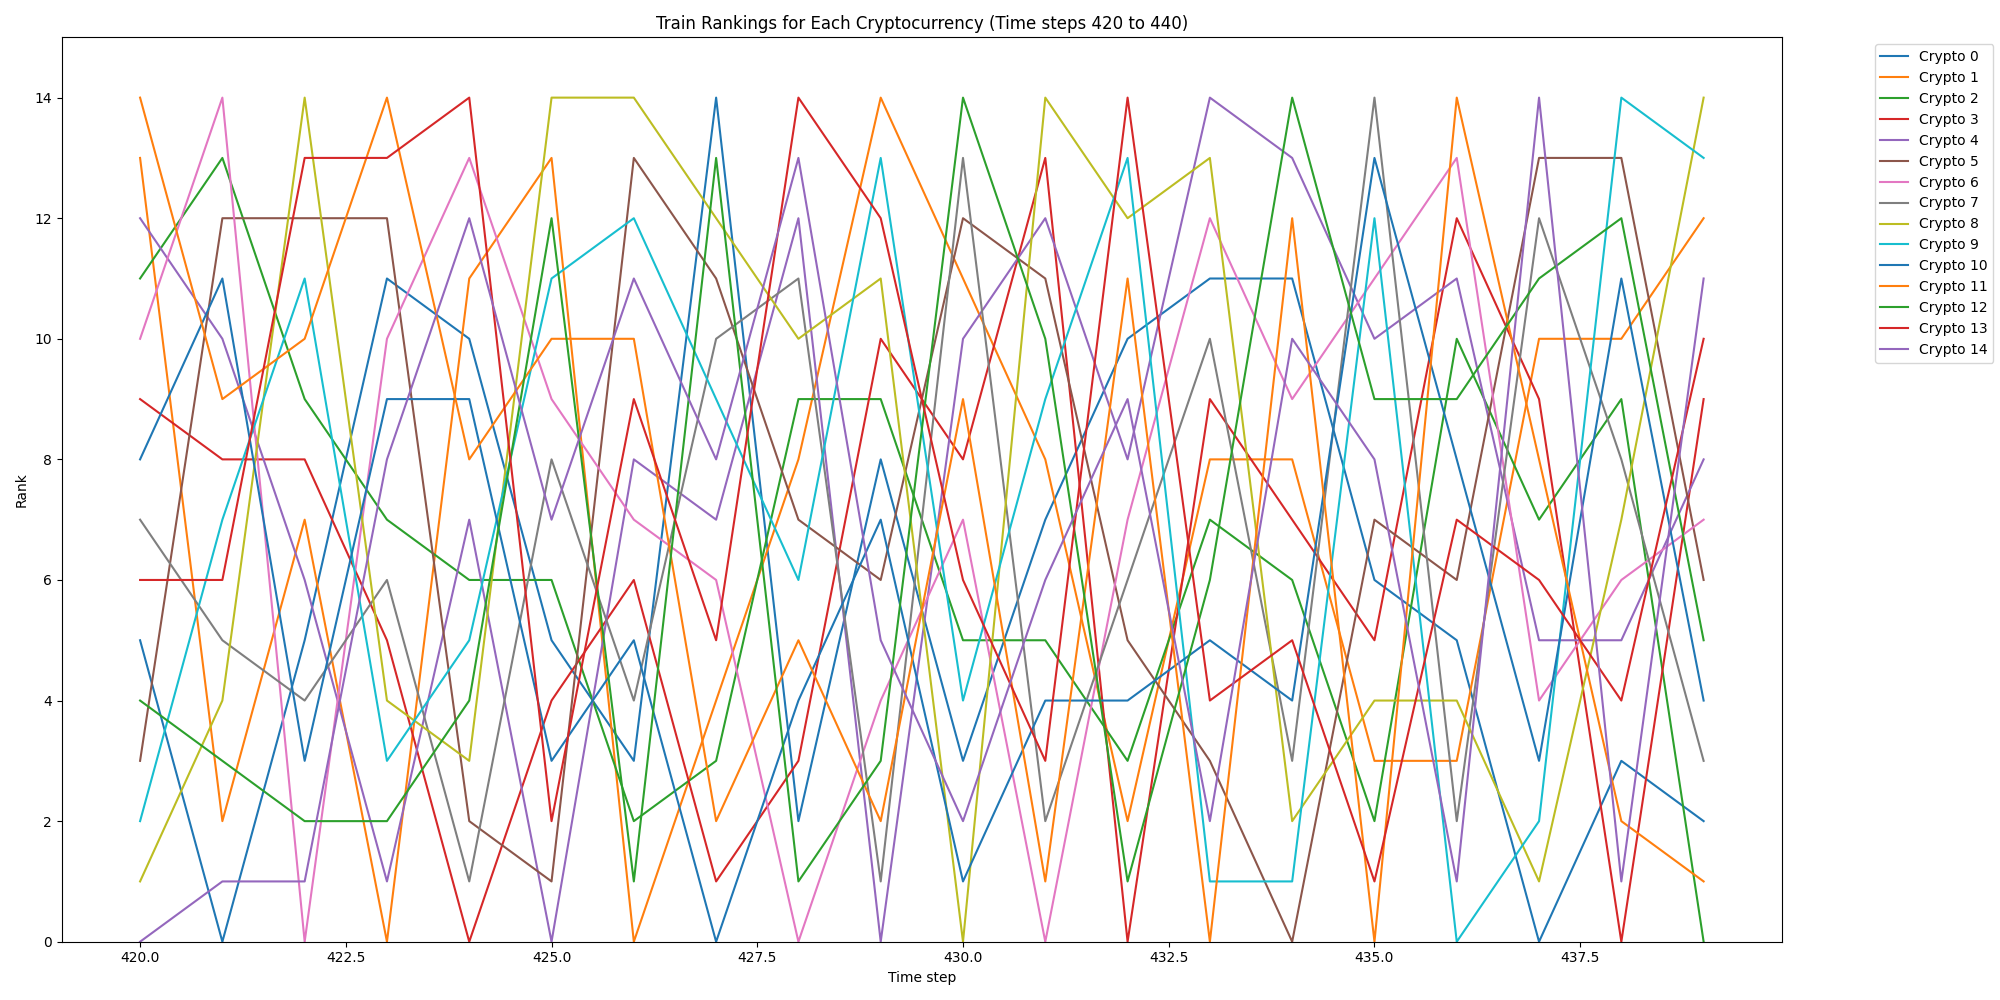 Train Rankings for Each Cryptocurrency (Time steps 420 to 440)
Rank
14
12
10
8
6
4
2
0
420.0 422.5 425.0 427.5 430.0 432.5 435.0 437.5
Time step
Crypto 0
Crypto 1
Crypto 2
Crypto 3
Crypto 4
Crypto 5
Crypto 6
Crypto 7
Crypto 8
Crypto 9
Crypto 10
Crypto 11
Crypto 12
Crypto 13
Crypto 14